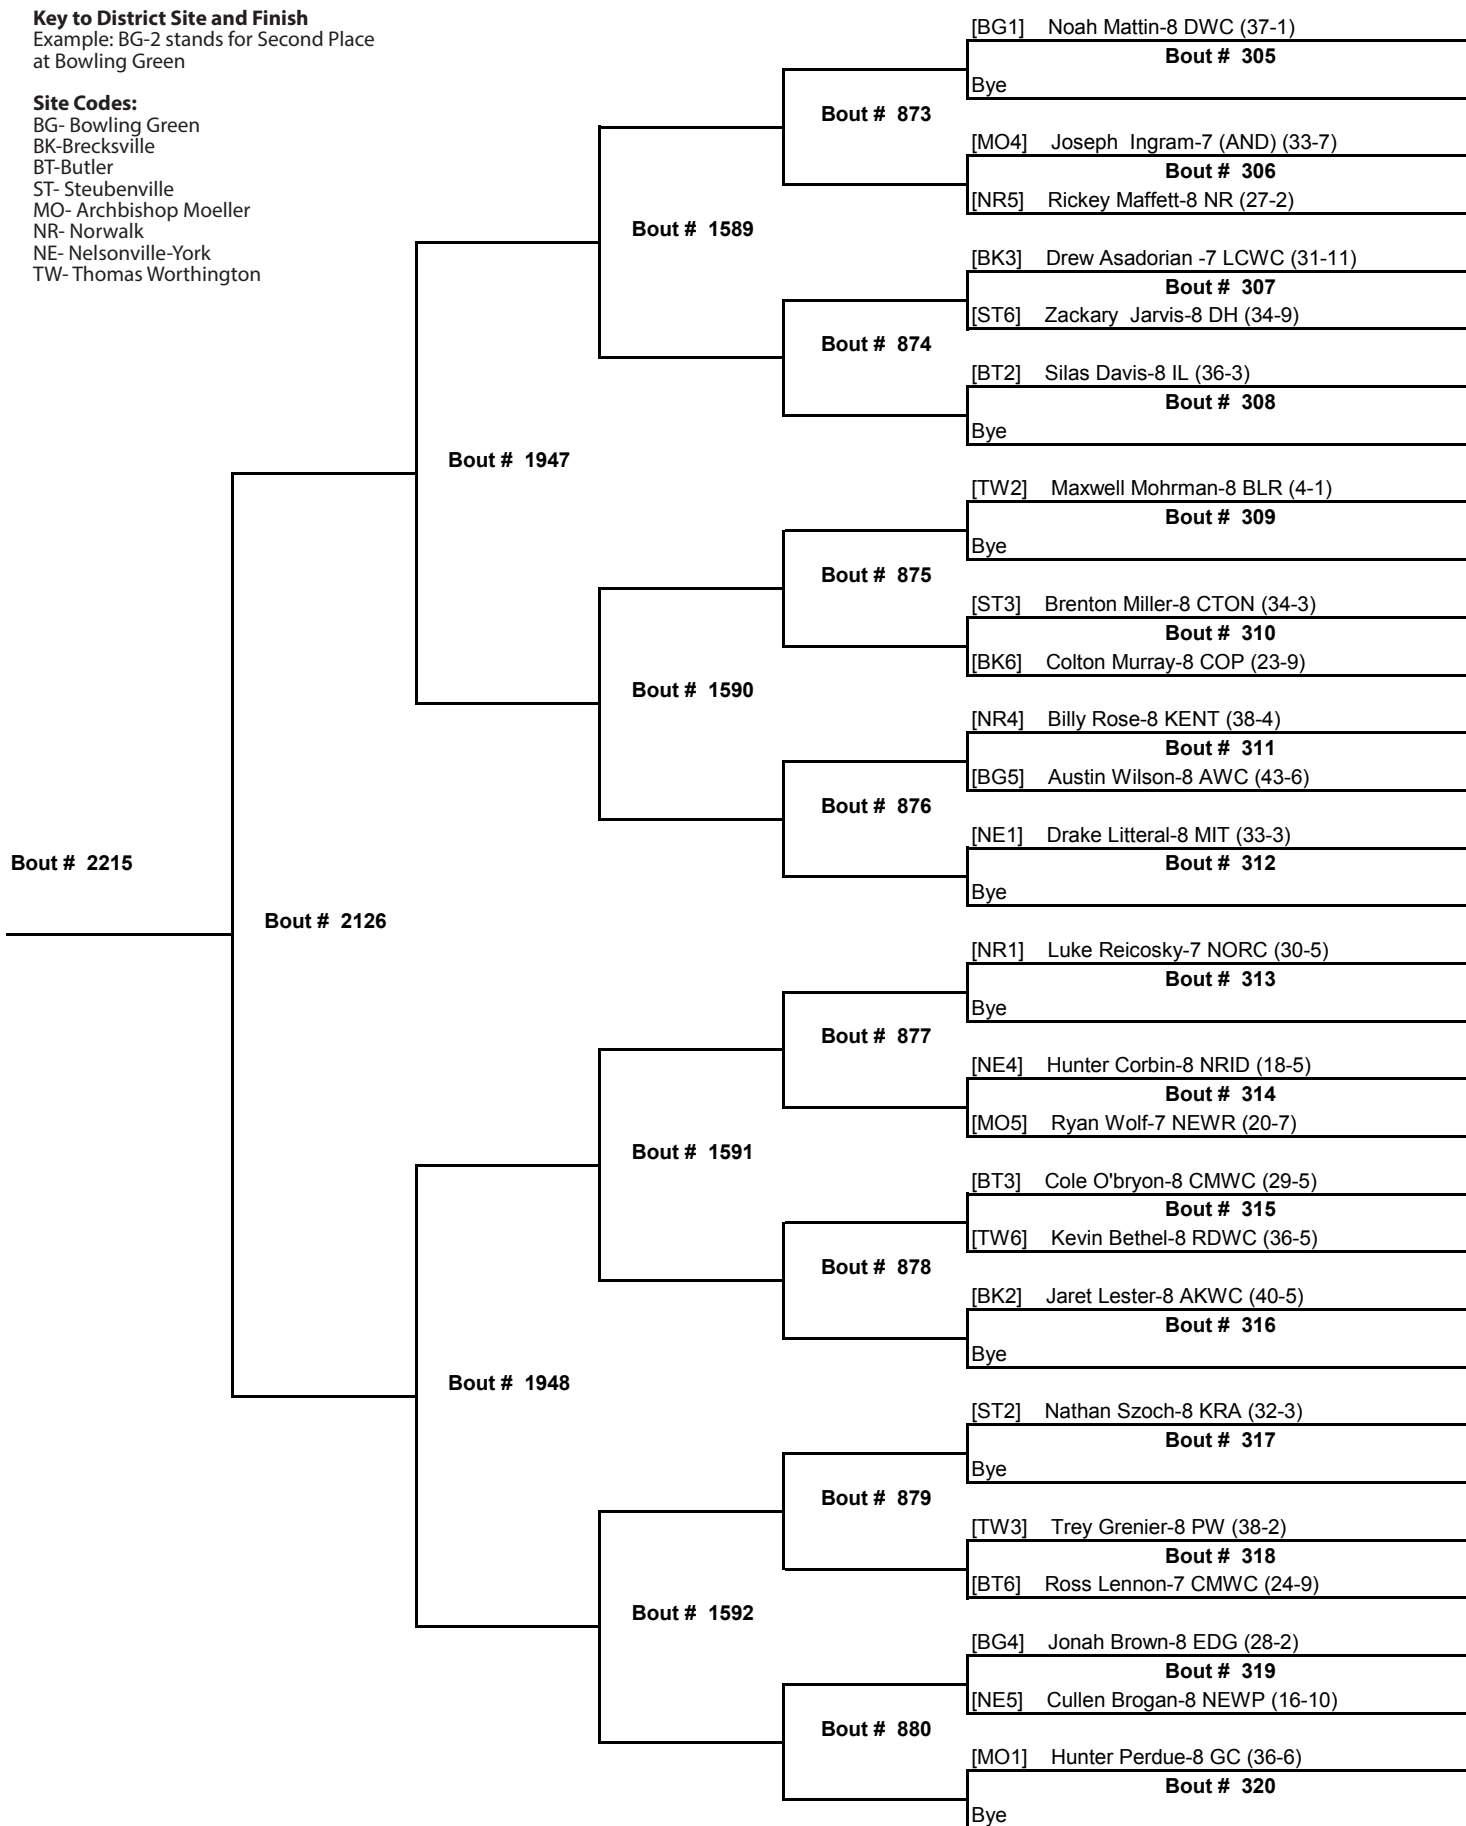 Key to District Site and Finish
Example: BG-2 stands for Second Place
at Bowling Green
Site Codes:
BG- Bowling Green
BK-Brecksville
BT-Butler
ST- Steubenville
MO- Archbishop Moeller
NR- Norwalk
NE- Nelsonville-York
TW- Thomas Worthington
[BG1] Noah Mattin-8 DWC (37-1)
Bout # 305
Bye
Bout # 873
[MO4] Joseph  Ingram-7 (AND) (33-7)
Bout # 306
[NR5] Rickey Maffett-8 NR (27-2)
Bout # 1589
[BK3] Drew Asadorian -7 LCWC (31-11)
Bout # 307
[ST6] Zackary  Jarvis-8 DH (34-9)
Bout # 874
[BT2] Silas Davis-8 IL (36-3)
Bout # 308
Bye
Bout # 1947
[TW2] Maxwell Mohrman-8 BLR (4-1)
Bout # 309
Bye
Bout # 875
[ST3] Brenton Miller-8 CTON (34-3)
Bout # 310
[BK6] Colton Murray-8 COP (23-9)
Bout # 1590
[NR4] Billy Rose-8 KENT (38-4)
Bout # 311
[BG5] Austin Wilson-8 AWC (43-6)
Bout # 876
[NE1] Drake Litteral-8 MIT (33-3)
Bout # 312
Bye
Bout # 2215
Bout # 2126
[NR1] Luke Reicosky-7 NORC (30-5)
Bout # 313
Bye
Bout # 877
[NE4] Hunter Corbin-8 NRID (18-5)
Bout # 314
[MO5] Ryan Wolf-7 NEWR (20-7)
Bout # 1591
[BT3] Cole O'bryon-8 CMWC (29-5)
Bout # 315
[TW6] Kevin Bethel-8 RDWC (36-5)
Bout # 878
[BK2] Jaret Lester-8 AKWC (40-5)
Bout # 316
Bye
Bout # 1948
[ST2] Nathan Szoch-8 KRA (32-3)
Bout # 317
Bye
Bout # 879
[TW3] Trey Grenier-8 PW (38-2)
Bout # 318
[BT6] Ross Lennon-7 CMWC (24-9)
Bout # 1592
[BG4] Jonah Brown-8 EDG (28-2)
Bout # 319
[NE5] Cullen Brogan-8 NEWP (16-10)
Bout # 880
[MO1] Hunter Perdue-8 GC (36-6)
Bout # 320
Bye